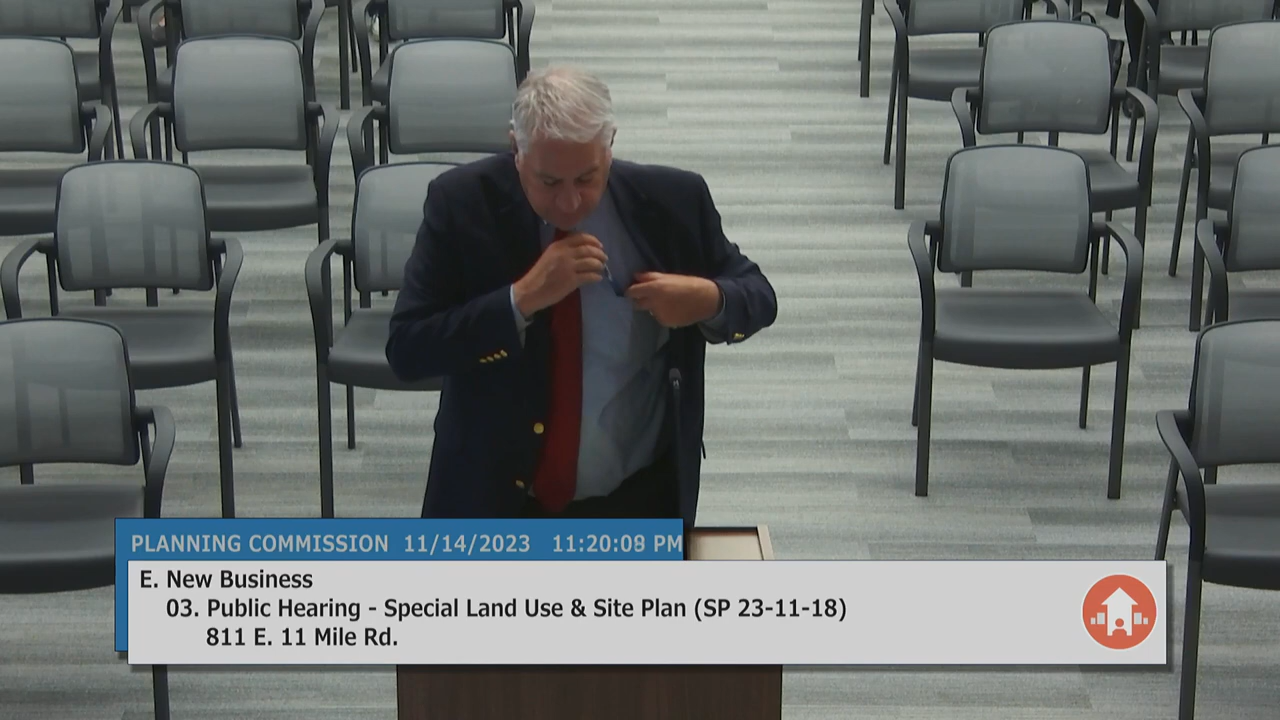 PLANNING COMMISSION 11/14/2023 11:20:09 PM
E. New Business
03. Public Hearing - Special Land Use & Site Plan (SP 23-11-18)
811 E. 11 Mile Rd.